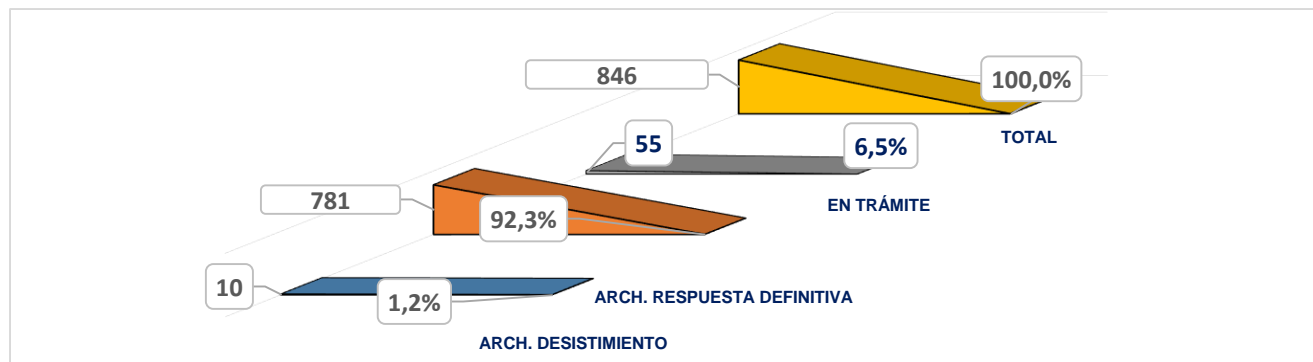 846
100,0%
TOTAL
55
6,5%
EN TRÁMITE
781
92,3%
ARCH. RESPUESTA DEFINITIVA
10
1,2%
ARCH. DESISTIMIENTO